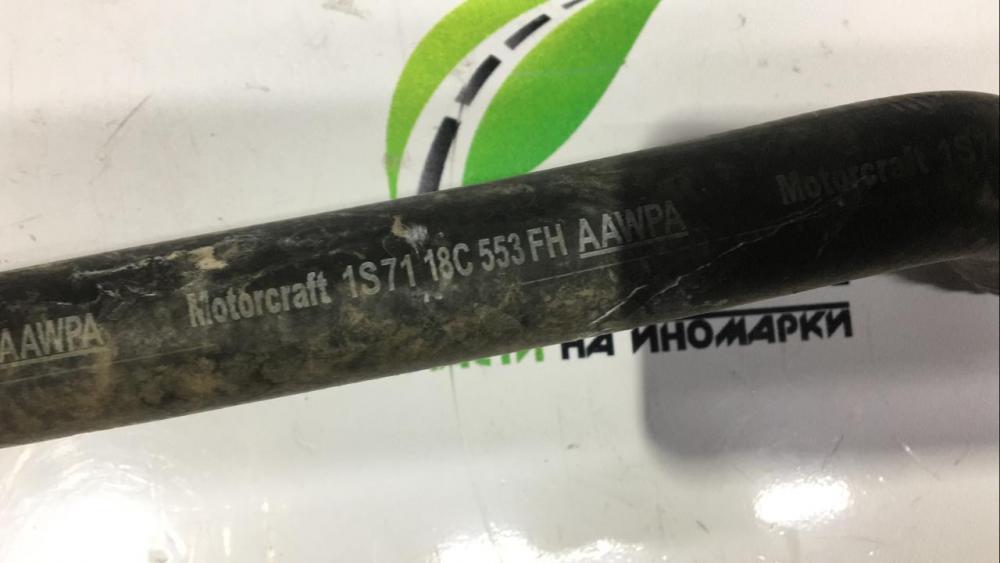 AAWPA Motorcraft 1S71 18C 553 FH AAWPA Motorcraft 1S7
НА ИНОМАРКИ